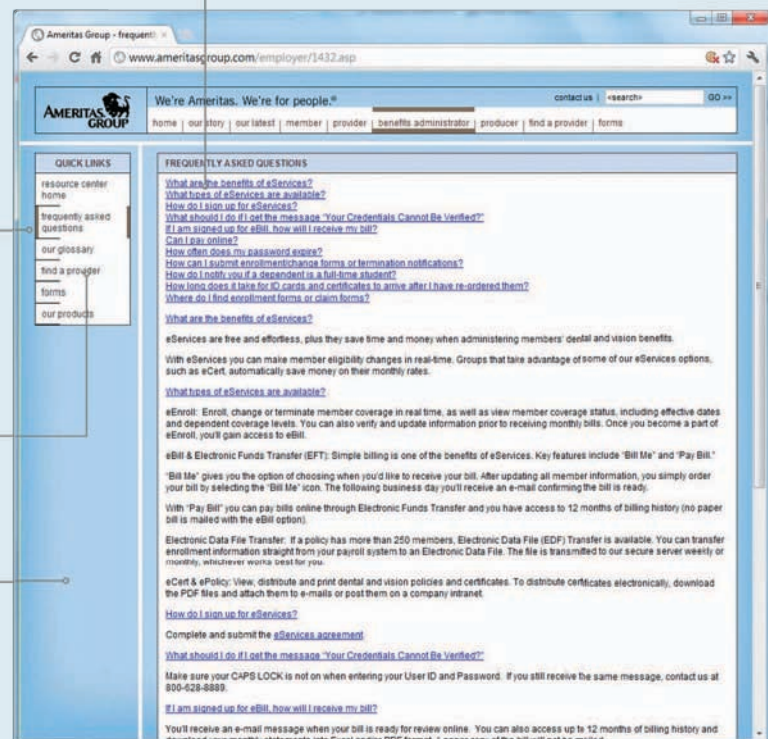 Ameritas Group - frequent
www.ameritasgroup.com/employer/1432.asp
AMERITAS GROUP
We're Ameritas. We're for people.®
contact us | <search> GO >>
home | our story | our latest | member | provider | benefits administrator | producer | find a provider | forms
QUICK LINKS
resource center
home
frequently asked
questions
our glossary
find a provider
forms
our products
FREQUENTLY ASKED QUESTIONS
What are the benefits of eServices?
What types of eServices are available?
How do I sign up for eServices?
What should I do if I get the message "Your Credentials Cannot Be Verified?"
If I am signed up for eBill, how will I receive my bill?
Can I pay online?
How often does my password expire?
How can I submit enrollment/change forms or termination notifications?
How do I notify you if a dependent is a full-time student?
How long does it take for ID cards and certificates to arrive after I have re-ordered them?
Where do I find enrollment forms or claim forms?
What are the benefits of eServices?
eServices are free and effortless, plus they save time and money when administering members' dental and vision benefits.
With eServices you can make member eligibility changes in real-time. Groups that take advantage of some of our eServices options,
such as eCert, automatically save money on their monthly rates.
What types of eServices are available?
eEnroll: Enroll, change or terminate member coverage in real time, as well as view member coverage status, including effective dates
and dependent coverage levels. You can also verify and update information prior to receiving monthly bills. Once you become a part of
eEnroll, you'll gain access to eBill.
eBill & Electronic Funds Transfer (EFT): Simple billing is one of the benefits of eServices. Key features include "Bill Me" and "Pay Bill."
"Bill Me" gives you the option of choosing when you'd like to receive your bill. After updating all member information, you simply order
your bill by selecting the "Bill Me" icon. The following business day you'll receive an e-mail confirming the bill is ready.
With "Pay Bill" you can pay bills online through Electronic Funds Transfer and you have access to 12 months of billing history (no paper
bill is mailed with the eBill option).
Electronic Data File Transfer: If a policy has more than 250 members, Electronic Data File (EDF) Transfer is available. You can transfer
enrollment information straight from your payroll system to an Electronic Data File. The file is transmitted to our secure server weekly or
monthly, whichever works best for you.
eCert & ePolicy: View, distribute and print dental and vision policies and certificates. To distribute certificates electronically, download
the PDF files and attach them to e-mails or post them on a company intranet.
How do I sign up for eServices?
Complete and submit the eServices agreement.
What should I do if I get the message "Your Credentials Cannot Be Verified?"
Make sure your CAPS LOCK is not on when entering your User ID and Password. If you still receive the same message, contact us at
800-628-8889.
If I am signed up for eBill, how will I receive my bill?
You'll receive an e-mail message when your bill is ready for review online. You can also access up to 12 months of billing history and